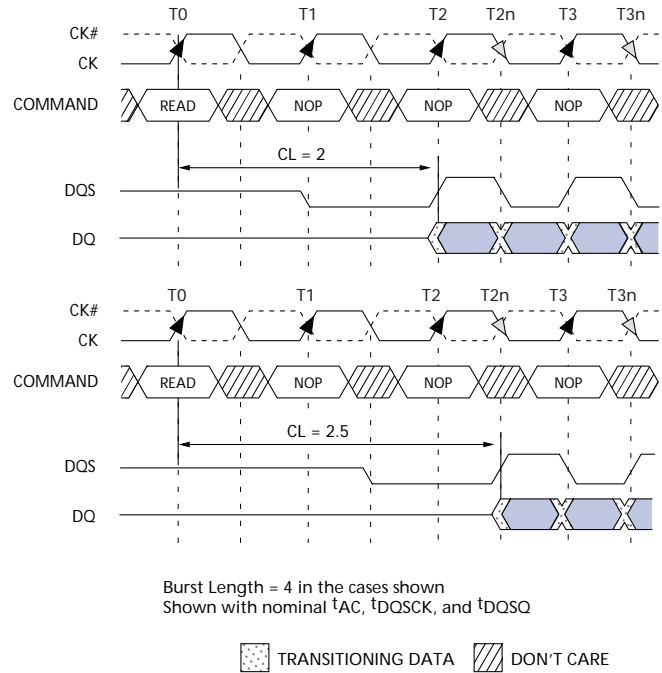 T0 T1 T2 T2n T3 T3n
CK#
CK
COMMAND READ NOP NOP NOP
CL = 2
DQS
DQ
T0 T1 T2 T2n T3 T3n
CK#
CK
COMMAND READ NOP NOP NOP
CL = 2.5
DQS
DQ
Burst Length = 4 in the cases shown
Shown with nominal tAC, tDQSCK, and tDQSQ
TRANSITIONING DATA DON'T CARE